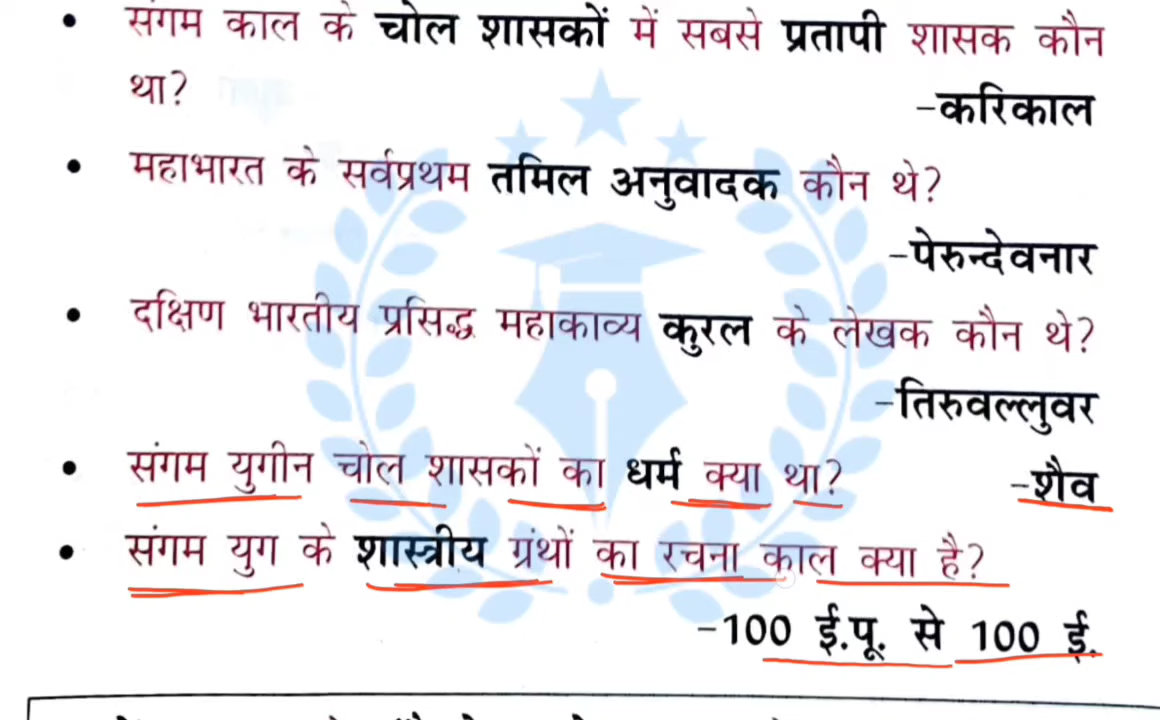 • संगम काल के चोल शासकों में सबसे प्रतापी शासक कौन
था?
-करिकाल
• महाभारत के सर्वप्रथम तमिल अनुवादक कौन थे?
-पेरुन्देवनार
• दक्षिण भारतीय प्रसिद्ध महाकाव्य कुरल के लेखक कौन थे?
-तिरुवल्लुवर
• संगम युगीन चोल शासकों का धर्म क्या था? -शैव
• संगम युग के शास्त्रीय ग्रंथों का रचना काल क्या है?
-100 ई.पू. से 100 ई.